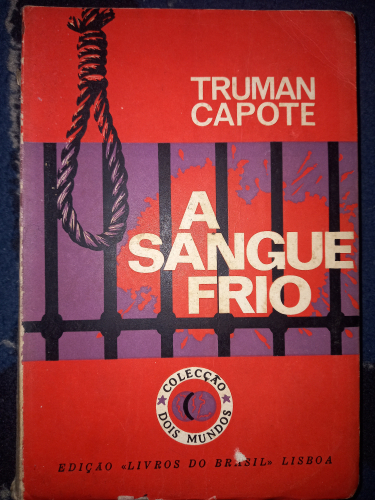 TRUMAN
CAPOTE
A
SANGUE
FRIO
COLECÇÃO
DOIS MUNDOS
EDIÇÃO «LIVROS DO BRASIL» LISBOA